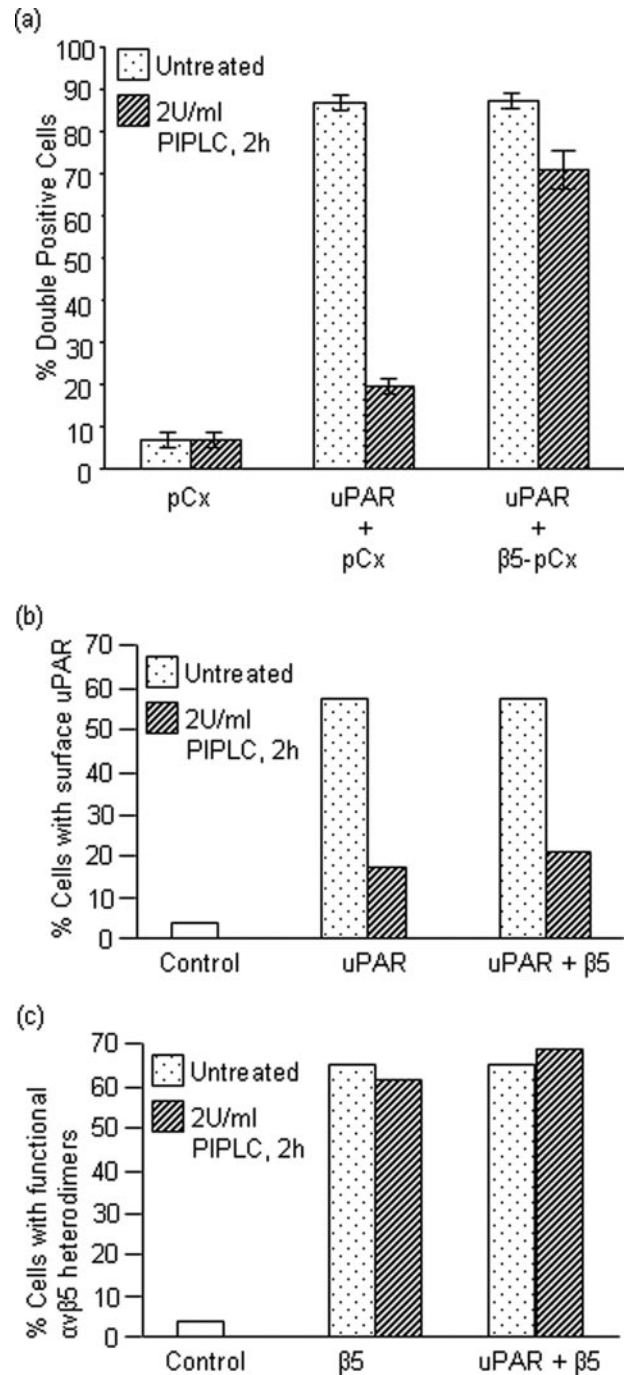 (a)
% Double Positive Cells
100
90
80
70
60
50
40
30
20
10
0
Untreated
2U/ml
PIPLC, 2h
pCx
uPAR
+
pCx
uPAR
+
β5-pCx
(b)
% Cells with surface uPAR
70
60
50
40
30
20
10
0
Untreated
2U/ml
PIPLC, 2h
Control
uPAR
uPAR + β5
(c)
% Cells with functional
αvβ5 heterodimers
70
60
50
40
30
20
10
0
Untreated
2U/ml
PIPLC, 2h
Control
β5
uPAR + β5